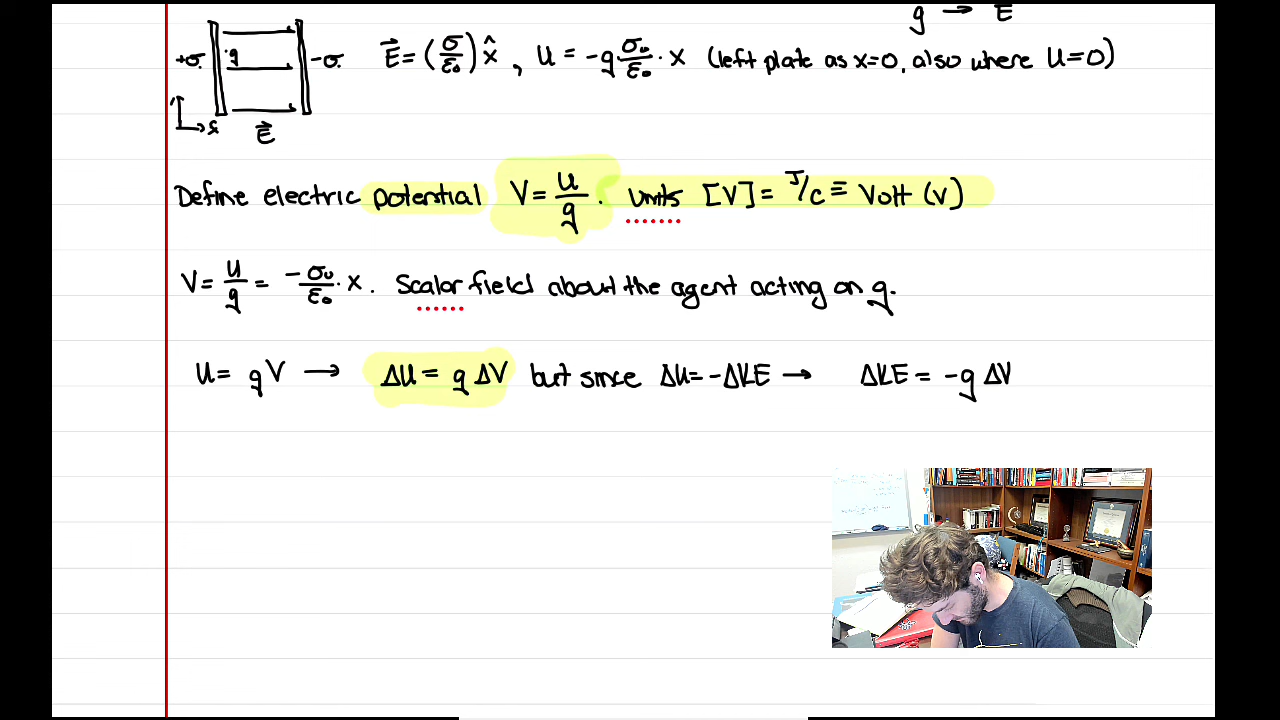 g → E
+σ g -σ E⃗ = (σ/ε₀) x̂ , U = -g σ₀/ε₀ · x (left plate as x=0, also where U=0)
x E⃗
Define electric potential V = U/g . Units [V] = J/C ≡ Volt (V)
V = U/g = -σ₀/ε₀ · x . Scalar field about the agent acting on g.
U = gV → ΔU = g ΔV but since ΔU = -ΔKE → ΔKE = -g ΔV